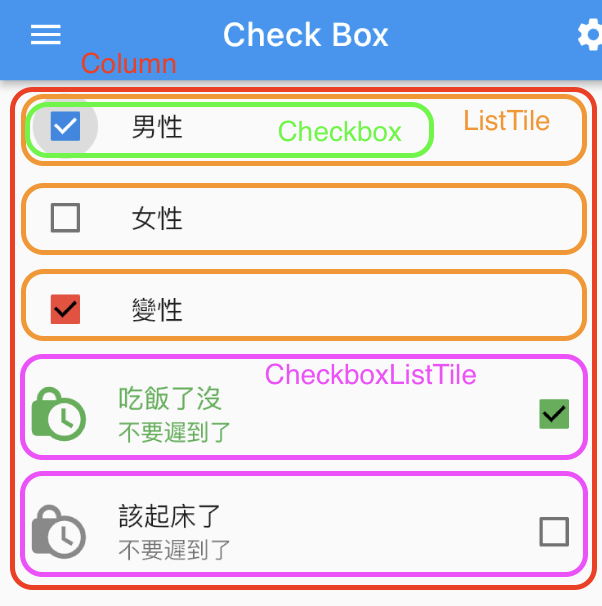 Check Box
Column
男性
Checkbox
ListTile
女性
變性
CheckboxListTile
吃飯了沒
不要遲到了
該起床了
不要遲到了